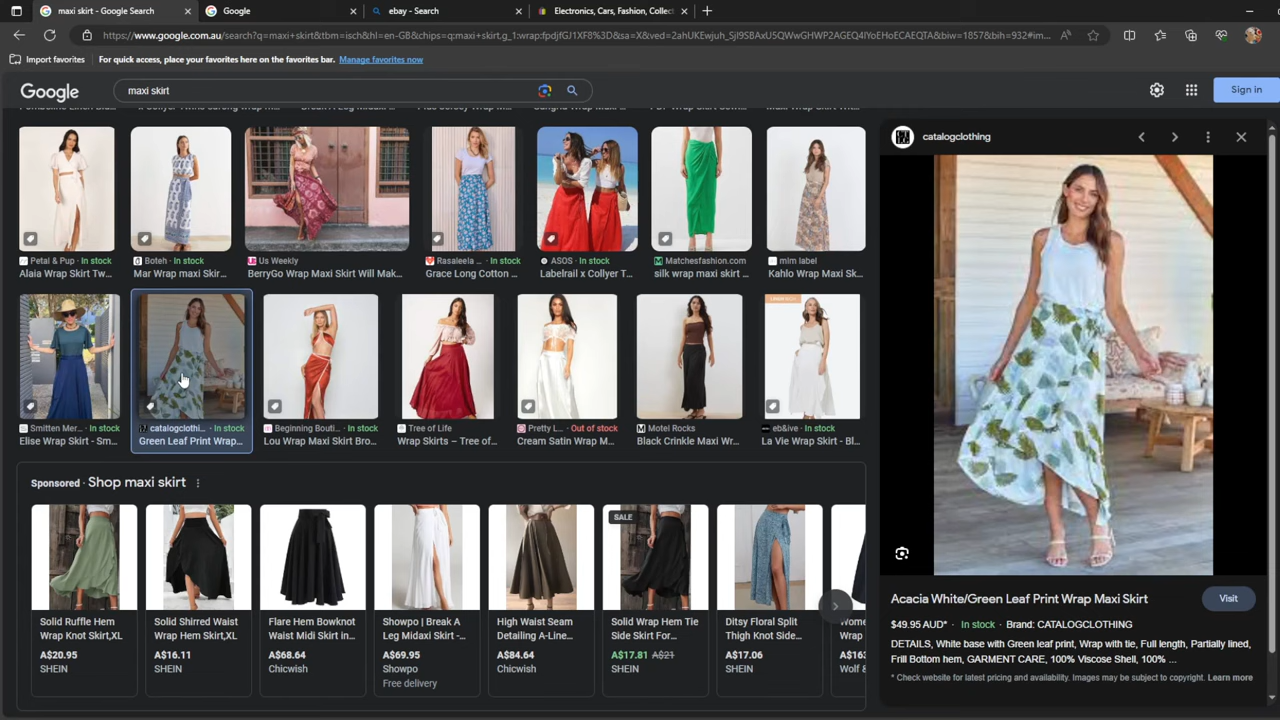 maxi skirt - Google Search
Google
ebay - Search
Electronics, Cars, Fashion, Collect
https://www.google.com.au/search?q=maxi+skirt&tbm=isch&hl=en-GB&chips=q:maxi+skirt,g_1:wrap:fpdjfGJ1XF8%3D&sa=X&ved=2ahUKEwjuh_SjI9SBAxU5QWwGHWP2AGEQ4lYoEHoECAEQTA&biw=1857&bih=932#im...
Import favorites
For quick access, place your favorites here on the favorites bar. Manage favorites now
Google
maxi skirt
Sign in
Petal & Pup · In stock
Alaia Wrap Skirt Tw...
Boteh · In stock
Mar Wrap maxi Skir...
Us Weekly
BerryGo Wrap Maxi Skirt Will Mak...
Rasaleela ... · In stock
Grace Long Cotton ...
ASOS · In stock
Labelrail x Collyer T...
Matchesfashion.com
silk wrap maxi skirt ...
mlm label
Kahlo Wrap Maxi Sk...
Smitten Mer... · In stock
Elise Wrap Skirt - Sm...
catalogclothi... · In stock
Green Leaf Print Wrap...
Beginning Bouti... · In stock
Lou Wrap Maxi Skirt Bro...
Tree of Life
Wrap Skirts – Tree of...
Pretty L... · Out of stock
Cream Satin Wrap M...
Motel Rocks
Black Crinkle Maxi Wr...
eb&ive · In stock
La Vie Wrap Skirt - Bl...
Sponsored · Shop maxi skirt
Solid Ruffle Hem
Wrap Knot Skirt,XL
A$20.95
SHEIN
Solid Shirred Waist
Wrap Hem Skirt,XL
A$16.11
SHEIN
Flare Hem Bowknot
Waist Midi Skirt in...
A$68.64
Chicwish
Showpo | Break A
Leg Midaxi Skirt -...
A$69.95
Showpo
Free delivery
High Waist Seam
Detailing A-Line...
A$84.64
Chicwish
SALE
Solid Wrap Hem Tie
Side Skirt For...
A$17.81 A$21
SHEIN
Ditsy Floral Split
Thigh Knot Side...
A$17.06
SHEIN
Wome
Form
A$163
Wolf &
catalogclothing
Acacia White/Green Leaf Print Wrap Maxi Skirt
Visit
$49.95 AUD* · In stock · Brand: CATALOGCLOTHING
DETAILS, White base with Green leaf print, Wrap with tie, Full length, Partially lined,
Frill Bottom hem, GARMENT CARE, 100% Viscose Shell, 100% ...
* Check website for latest pricing and availability. Images may be subject to copyright. Learn more